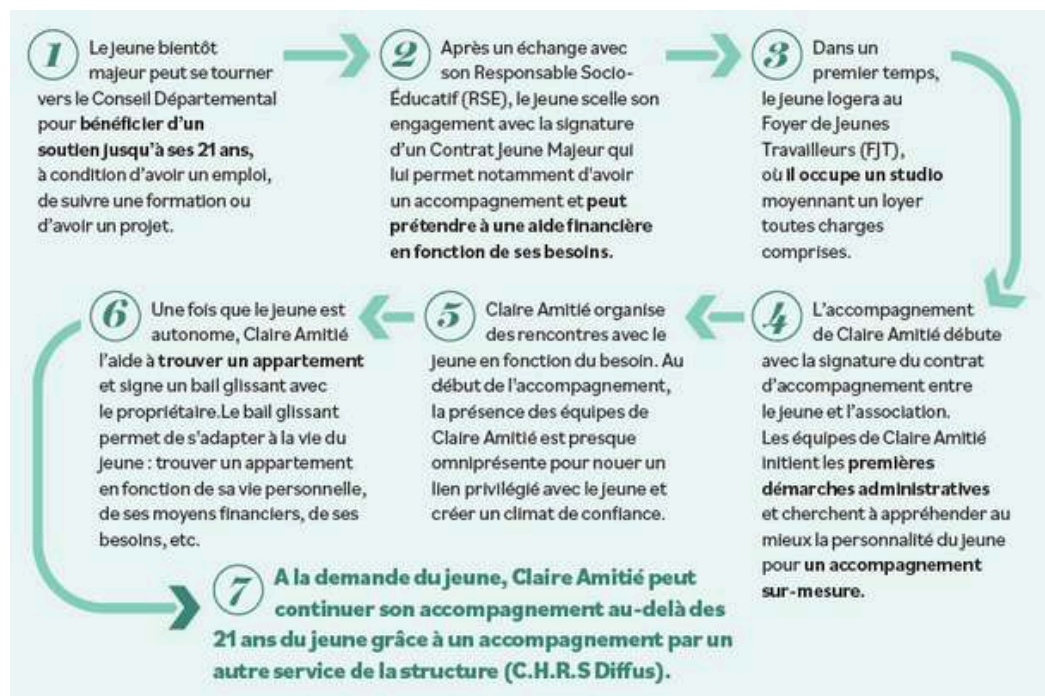 1 Le jeune bientôt
majeur peut se tourner
vers le Conseil Départemental
pour bénéficier d'un
soutien jusqu'à ses 21 ans,
à condition d'avoir un emploi,
de suivre une formation ou
d'avoir un projet.
2 Après un échange avec
son Responsable Socio-
Éducatif (RSE), le jeune scelle son
engagement avec la signature
d'un Contrat Jeune Majeur qui
lui permet notamment d'avoir
un accompagnement et peut
prétendre à une aide financière
en fonction de ses besoins.
3 Dans un
premier temps,
le jeune logera au
Foyer de Jeunes
Travailleurs (FJT),
où il occupe un studio
moyennant un loyer
toutes charges
comprises.
4 L'accompagnement
de Claire Amitié débute
avec la signature du contrat
d'accompagnement entre
le jeune et l'association.
Les équipes de Claire Amitié
initient les premières
démarches administratives
et cherchent à appréhender au
mieux la personnalité du jeune
pour un accompagnement
sur-mesure.
5 Claire Amitié organise
des rencontres avec le
jeune en fonction du besoin. Au
début de l'accompagnement,
la présence des équipes de
Claire Amitié est presque
omniprésente pour nouer un
lien privilégié avec le jeune et
créer un climat de confiance.
6 Une fois que le jeune est
autonome, Claire Amitié
l'aide à trouver un appartement
et signe un bail glissant avec
le propriétaire.Le bail glissant
permet de s'adapter à la vie du
jeune : trouver un appartement
en fonction de sa vie personnelle,
de ses moyens financiers, de ses
besoins, etc.
7 A la demande du jeune, Claire Amitié peut
continuer son accompagnement au-delà des
21 ans du jeune grâce à un accompagnement par un
autre service de la structure (C.H.R.S Diffus).